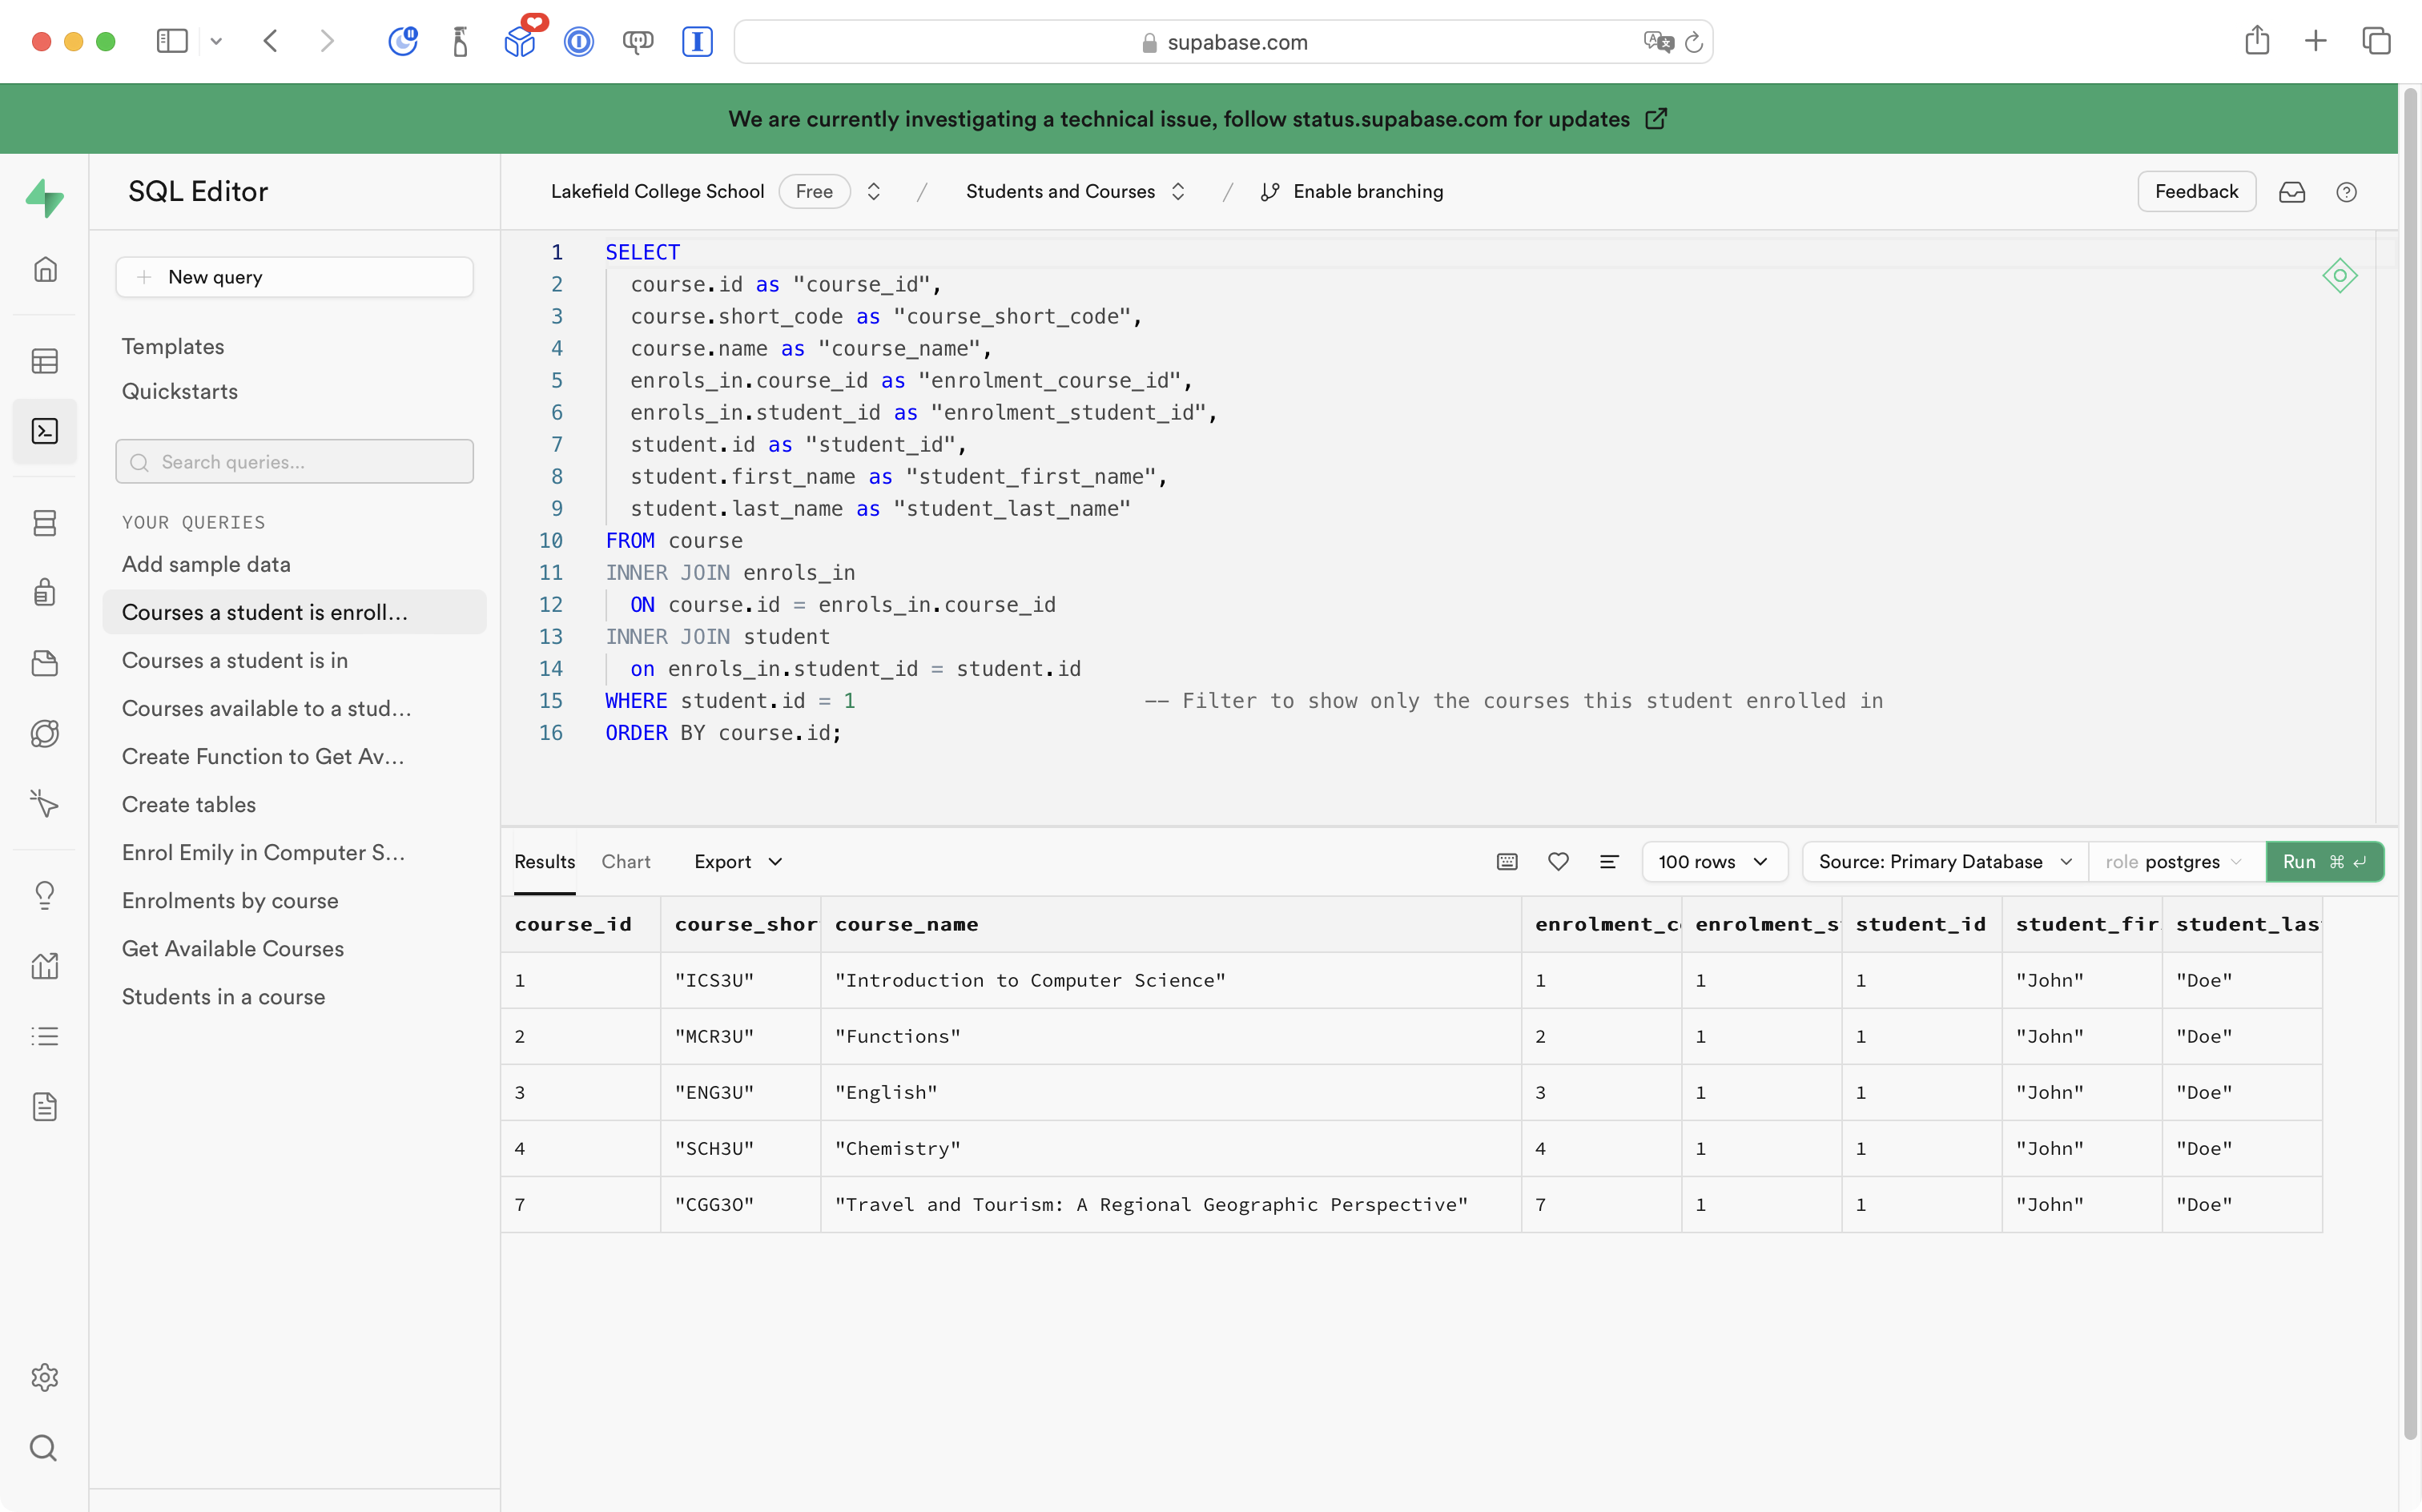 supabase.com
We are currently investigating a technical issue, follow status.supabase.com for updates
SQL Editor
Lakefield College School Free / Students and Courses / Enable branching
Feedback
New query
Templates
Quickstarts
Search queries...
YOUR QUERIES
Add sample data
Courses a student is enroll...
Courses a student is in
Courses available to a stud...
Create Function to Get Av...
Create tables
Enrol Emily in Computer S...
Enrolments by course
Get Available Courses
Students in a course
1 SELECT
2 course.id as "course_id",
3 course.short_code as "course_short_code",
4 course.name as "course_name",
5 enrols_in.course_id as "enrolment_course_id",
6 enrols_in.student_id as "enrolment_student_id",
7 student.id as "student_id",
8 student.first_name as "student_first_name",
9 student.last_name as "student_last_name"
10 FROM course
11 INNER JOIN enrols_in
12 ON course.id = enrols_in.course_id
13 INNER JOIN student
14 on enrols_in.student_id = student.id
15 WHERE student.id = 1 -- Filter to show only the courses this student enrolled in
16 ORDER BY course.id;
Results Chart Export 100 rows Source: Primary Database role postgres Run ⌘ ↵
course_id course_shor course_name enrolment_c enrolment_s student_id student_fir student_las
1 "ICS3U" "Introduction to Computer Science" 1 1 1 "John" "Doe"
2 "MCR3U" "Functions" 2 1 1 "John" "Doe"
3 "ENG3U" "English" 3 1 1 "John" "Doe"
4 "SCH3U" "Chemistry" 4 1 1 "John" "Doe"
7 "CGG3O" "Travel and Tourism: A Regional Geographic Perspective" 7 1 1 "John" "Doe"